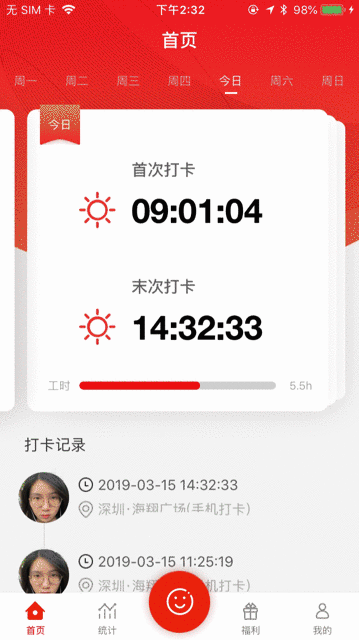 无 SIM 卡 下午2:32 98%
首页
周一 周二 周三 周四 今日 周六 周日
今日
首次打卡
09:01:04
末次打卡
14:32:33
工时 5.5h
打卡记录
2019-03-15 14:32:33
深圳·海翔广场(手机打卡)
2019-03-15 11:25:19
深圳·海翔广场(手机打卡)
首页 统计 福利 我的